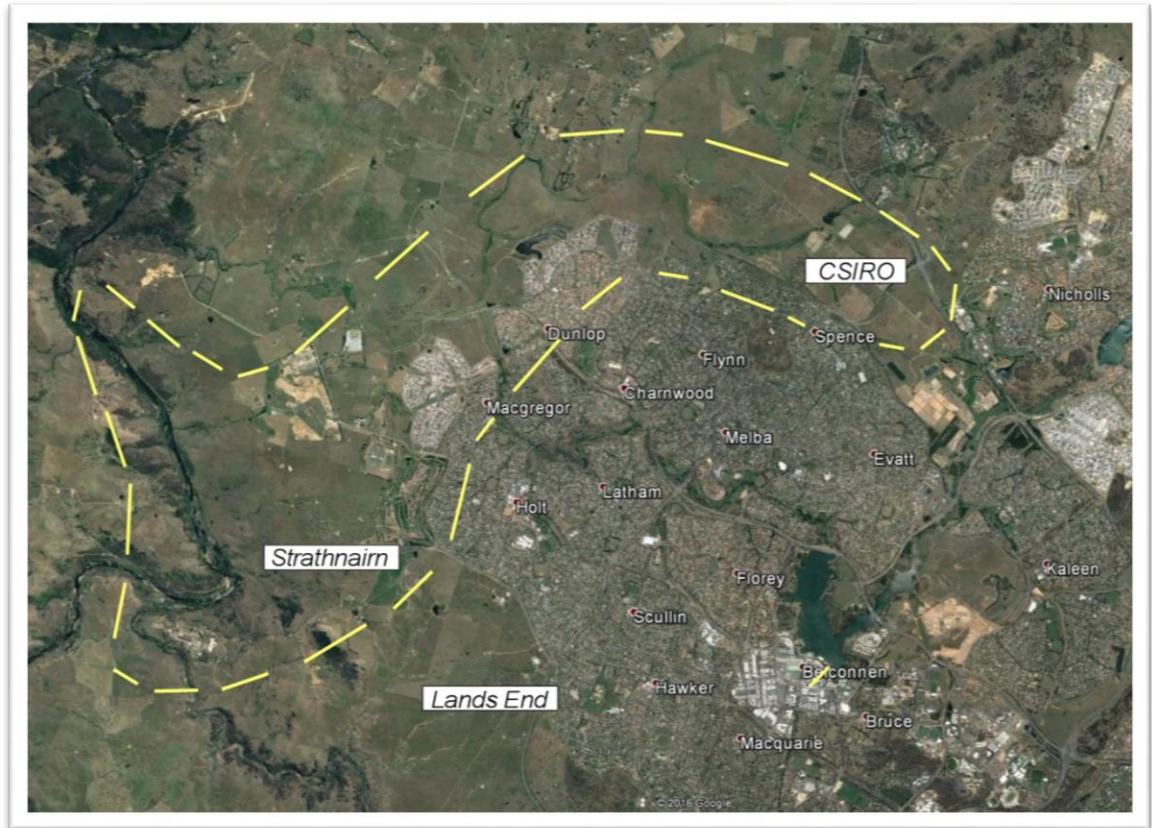 CSIRO
Nicholls
Dunlop
Spence
Flynn
Charnwood
Macgregor
Melba
Evatt
Latham
Holt
Strathnairn
Kaleen
Florey
Scullin
Belconnen
Hawker
Lands End
Bruce
Macquarie
© 2016 Google